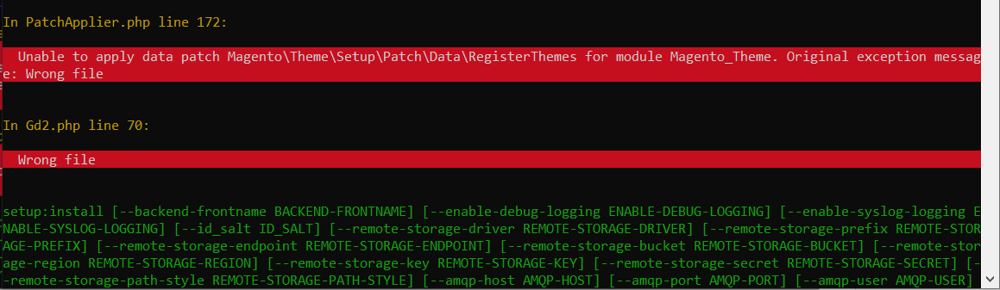 In PatchApplier.php line 172:
Unable to apply data patch Magento\Theme\Setup\Patch\Data\RegisterThemes for module Magento_Theme. Original exception messag
e: Wrong file
In Gd2.php line 70:
Wrong file
setup:install [--backend-frontname BACKEND-FRONTNAME] [--enable-debug-logging ENABLE-DEBUG-LOGGING] [--enable-syslog-logging E
NABLE-SYSLOG-LOGGING] [--id_salt ID_SALT] [--remote-storage-driver REMOTE-STORAGE-DRIVER] [--remote-storage-prefix REMOTE-STOR
AGE-PREFIX] [--remote-storage-endpoint REMOTE-STORAGE-ENDPOINT] [--remote-storage-bucket REMOTE-STORAGE-BUCKET] [--remote-stor
age-region REMOTE-STORAGE-REGION] [--remote-storage-key REMOTE-STORAGE-KEY] [--remote-storage-secret REMOTE-STORAGE-SECRET] [-
-remote-storage-path-style REMOTE-STORAGE-PATH-STYLE] [--amqp-host AMQP-HOST] [--amqp-port AMQP-PORT] [--amqp-user AMQP-USER]